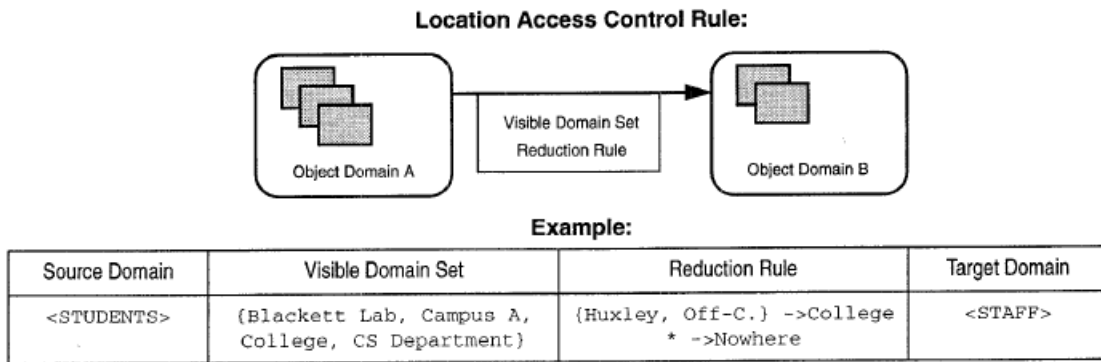 Location Access Control Rule:
Visible Domain Set
Reduction Rule
Object Domain A
Object Domain B
Example:
Source Domain
Visible Domain Set
Reduction Rule
Target Domain
<STUDENTS>
{Blackett Lab, Campus A,
College, CS Department}
{Huxley, Off-C.} ->College
* ->Nowhere
<STAFF>